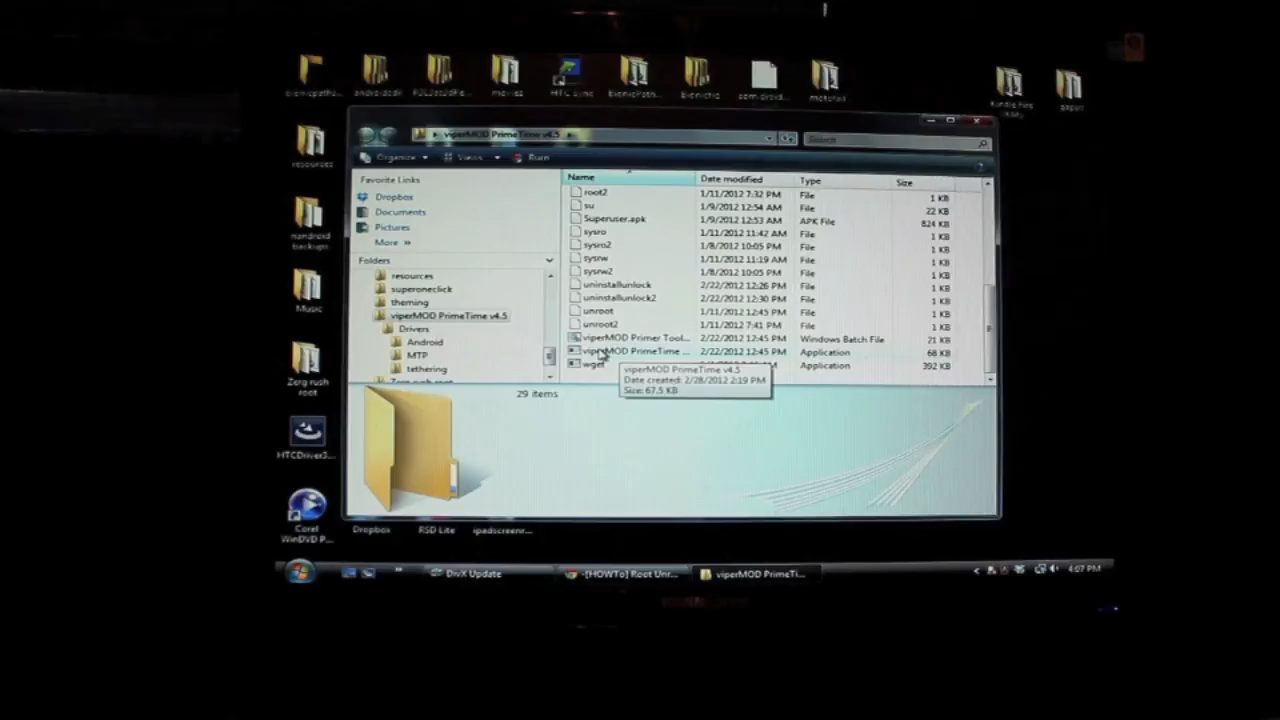 movies
HTC Sync
Kindle Fire
viperMOD PrimeTime v4.5
Search
Organize
Views
Burn
Favorite Links
Name
Date modified
Type
Size
Dropbox
root2
1/11/2012 7:32 PM
File
1 KB
Documents
su
1/9/2012 12:54 AM
File
22 KB
Superuser.apk
1/9/2012 12:53 AM
APK File
824 KB
Pictures
sysro
1/11/2012 11:42 AM
File
1 KB
More »
sysro2
1/8/2012 10:05 PM
File
1 KB
Folders
sysrw
1/11/2012 11:19 AM
File
1 KB
resources
sysrw2
1/8/2012 10:05 PM
File
1 KB
superoneclick
uninstallunlock
2/22/2012 12:26 PM
File
1 KB
theming
uninstallunlock2
2/22/2012 12:30 PM
File
1 KB
viperMOD PrimeTime v4.5
unroot
1/11/2012 12:45 PM
File
1 KB
Drivers
unroot2
1/11/2012 7:41 PM
File
1 KB
Android
viperMOD Primer Tool...
2/22/2012 12:45 PM
Windows Batch File
21 KB
MTP
viperMOD PrimeTime ...
2/22/2012 12:45 PM
Application
68 KB
tethering
wget
Application
392 KB
viperMOD PrimeTime v4.5
Date created: 2/28/2012 2:19 PM
Size: 67.5 KB
29 items
resources
nandroid
backups
Music
Zerg rush
root
HTCDriver3...
Corel
WinDVD P...
Dropbox
RSD Lite
ipadscreenr...
DivX Update
-[HOWTo] Root Unr...
viperMOD PrimeTi...
4:07 PM